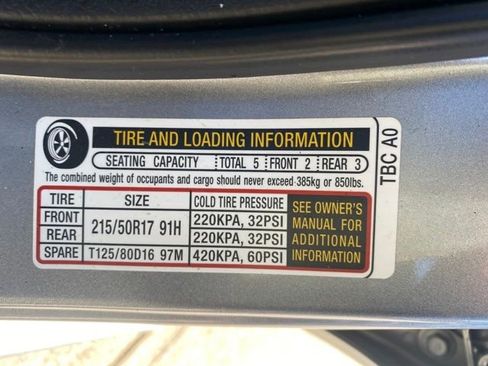 TIRE AND LOADING INFORMATION
SEATING CAPACITY TOTAL 5 FRONT 2 REAR 3
The combined weight of occupants and cargo should never exceed 385kg or 850lbs.
TIRE SIZE COLD TIRE PRESSURE
FRONT 215/50R17 91H 220KPA, 32PSI
REAR 220KPA, 32PSI
SPARE T125/80D16 97M 420KPA, 60PSI
SEE OWNER'S
MANUAL FOR
ADDITIONAL
INFORMATION
TBC A0